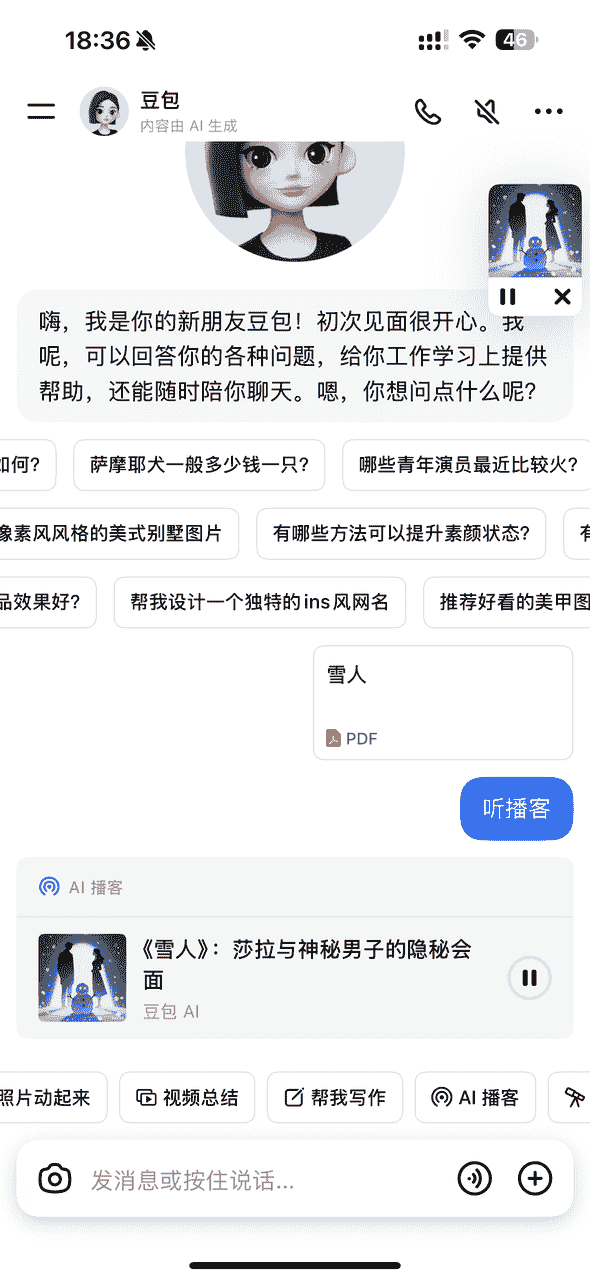 18:36
46
豆包
内容由 AI 生成
嗨，我是你的新朋友豆包！初次见面很开心。我
呢，可以回答你的各种问题，给你工作学习上提供
帮助，还能随时陪你聊天。嗯，你想问点什么呢？
如何？
萨摩耶犬一般多少钱一只？
哪些青年演员最近比较火？
像素风风格的美式别墅图片
有哪些方法可以提升素颜状态？
品效果好？
帮我设计一个独特的ins风网名
推荐好看的美甲图
雪人
PDF
听播客
AI 播客
《雪人》：莎拉与神秘男子的隐秘会
面
豆包 AI
照片动起来
视频总结
帮我写作
AI 播客
发消息或按住说话...